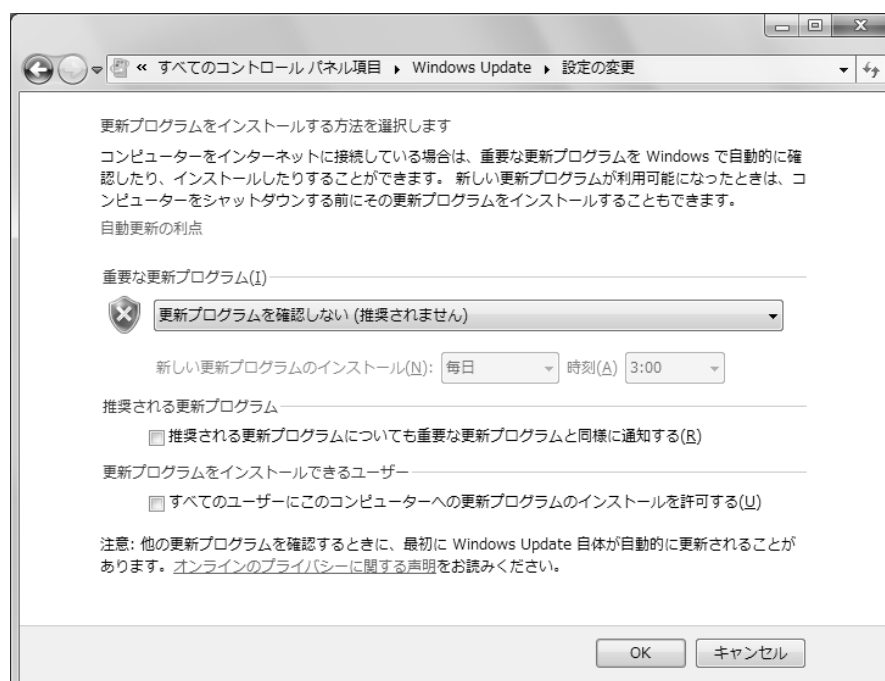 « すべてのコントロール パネル項目 ▸ Windows Update ▸ 設定の変更
更新プログラムをインストールする方法を選択します
コンピューターをインターネットに接続している場合は、重要な更新プログラムを Windows で自動的に確
認したり、インストールしたりすることができます。 新しい更新プログラムが利用可能になったときは、コ
ンピューターをシャットダウンする前にその更新プログラムをインストールすることもできます。
自動更新の利点
重要な更新プログラム(I)
更新プログラムを確認しない (推奨されません)
新しい更新プログラムのインストール(N): 毎日 時刻(A) 3:00
推奨される更新プログラム
推奨される更新プログラムについても重要な更新プログラムと同様に通知する(R)
更新プログラムをインストールできるユーザー
すべてのユーザーにこのコンピューターへの更新プログラムのインストールを許可する(U)
注意: 他の更新プログラムを確認するときに、最初に Windows Update 自体が自動的に更新されることが
あります。オンラインのプライバシーに関する声明をお読みください。
OK キャンセル